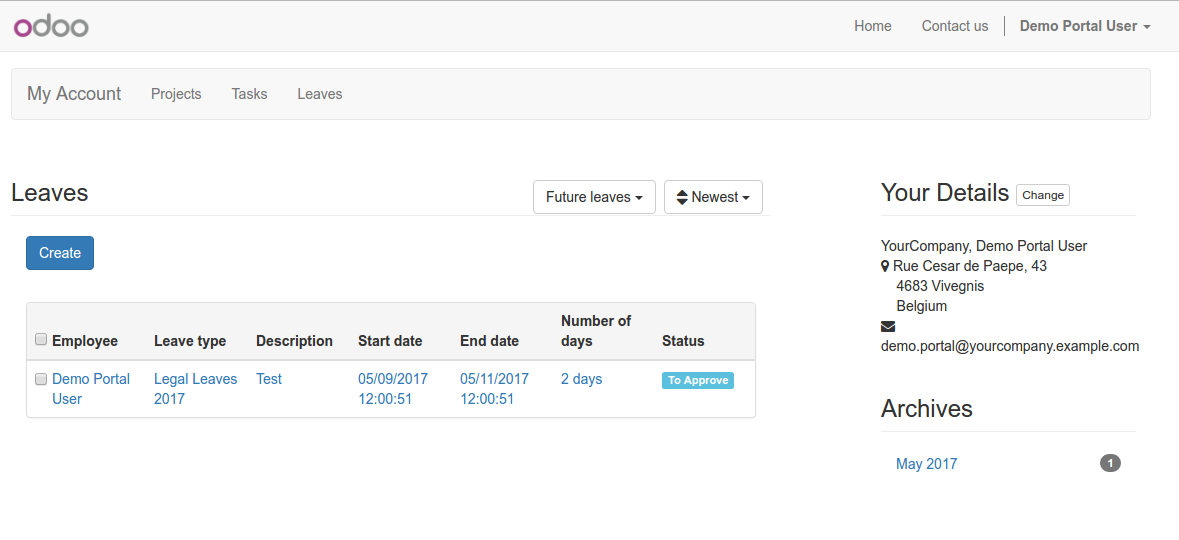 odoo
Home Contact us Demo Portal User
My Account Projects Tasks Leaves
Leaves Future leaves Newest
Create
Employee Leave type Description Start date End date Number of days Status
Demo Portal User Legal Leaves 2017 Test 05/09/2017 12:00:51 05/11/2017 12:00:51 2 days To Approve
Your Details Change
YourCompany, Demo Portal User
Rue Cesar de Paepe, 43
4683 Vivegnis
Belgium
demo.portal@yourcompany.example.com
Archives
May 2017 1